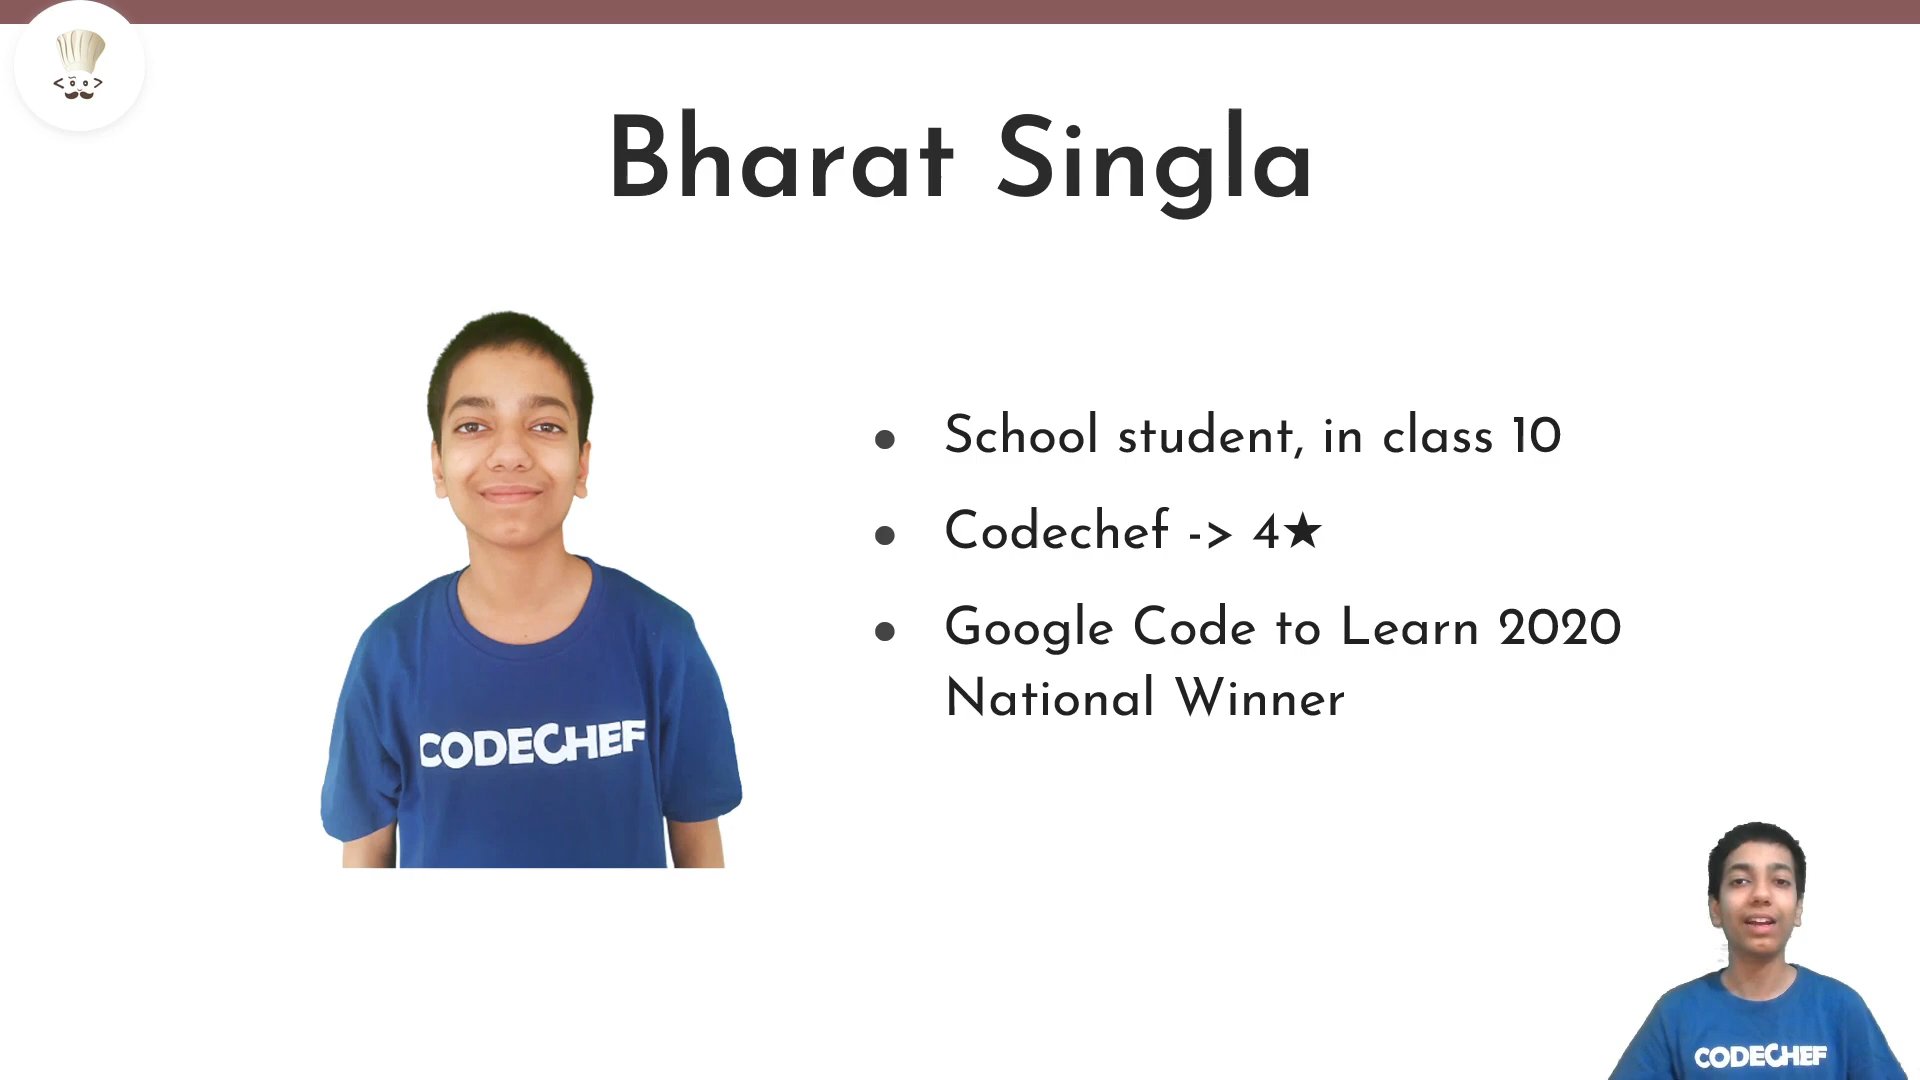 Bharat Singla
● School student, in class 10
● Codechef -> 4★
● Google Code to Learn 2020
National Winner
CODECHEF
CODECHEF